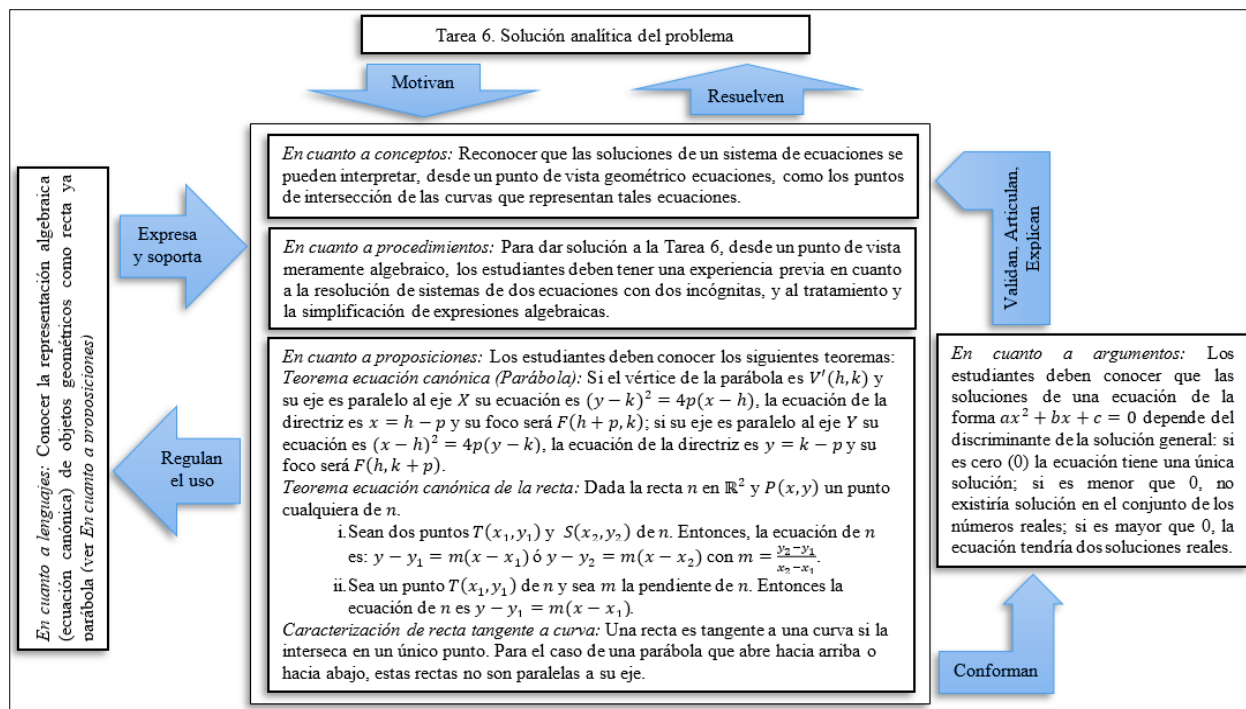 Tarea 6. Solución analítica del problema
Motivan
Resuelven
En cuanto a conceptos: Reconocer que las soluciones de un sistema de ecuaciones se
pueden interpretar, desde un punto de vista geométrico ecuaciones, como los puntos
de intersección de las curvas que representan tales ecuaciones.
En cuanto a procedimientos: Para dar solución a la Tarea 6, desde un punto de vista
meramente algebraico, los estudiantes deben tener una experiencia previa en cuanto
a la resolución de sistemas de dos ecuaciones con dos incógnitas, y al tratamiento y
la simplificación de expresiones algebraicas.
En cuanto a proposiciones: Los estudiantes deben conocer los siguientes teoremas:
Teorema ecuación canónica (Parábola): Si el vértice de la parábola es V'(h, k) y
su eje es paralelo al eje X su ecuación es (y − k)² = 4p(x − h), la ecuación de la
directriz es x = h − p y su foco será F(h + p, k); si su eje es paralelo al eje Y su
ecuación es (x − h)² = 4p(y − k), la ecuación de la directriz es y = k − p y su
foco será F(h, k + p).
Teorema ecuación canónica de la recta: Dada la recta n en ℝ² y P(x, y) un punto
cualquiera de n.
i. Sean dos puntos T(x₁, y₁) y S(x₂, y₂) de n. Entonces, la ecuación de n
es: y − y₁ = m(x − x₁) ó y − y₂ = m(x − x₂) con m = (y₂−y₁)/(x₂−x₁).
ii. Sea un punto T(x₁, y₁) de n y sea m la pendiente de n. Entonces la
ecuación de n es y − y₁ = m(x − x₁).
Caracterización de recta tangente a curva: Una recta es tangente a una curva si la
interseca en un único punto. Para el caso de una parábola que abre hacia arriba o
hacia abajo, estas rectas no son paralelas a su eje.
En cuanto a lenguajes: Conocer la representación algebraica
(ecuación canónica) de objetos geométricos como recta ya
parábola (ver En cuanto a proposiciones)
Expresa
y soporta
Regulan
el uso
Validan, Articulan,
Explican
En cuanto a argumentos: Los
estudiantes deben conocer que las
soluciones de una ecuación de la
forma ax² + bx + c = 0 depende del
discriminante de la solución general: si
es cero (0) la ecuación tiene una única
solución; si es menor que 0, no
existiría solución en el conjunto de los
números reales; si es mayor que 0, la
ecuación tendría dos soluciones reales.
Conforman